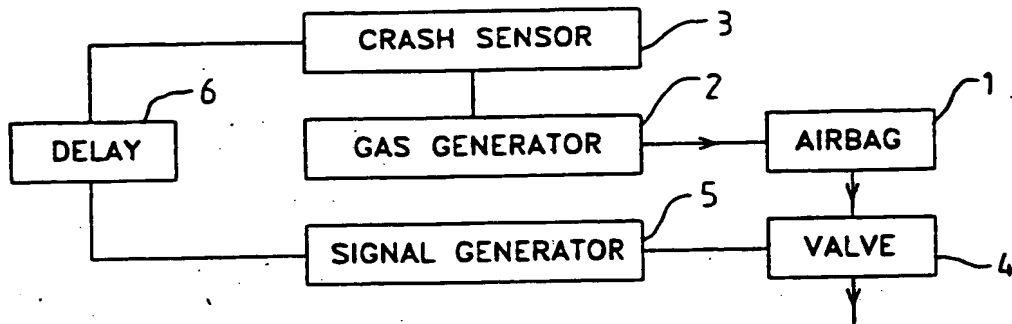 CRASH SENSOR 3
6
2
1
DELAY
GAS GENERATOR
AIRBAG
5
SIGNAL GENERATOR
VALVE
4